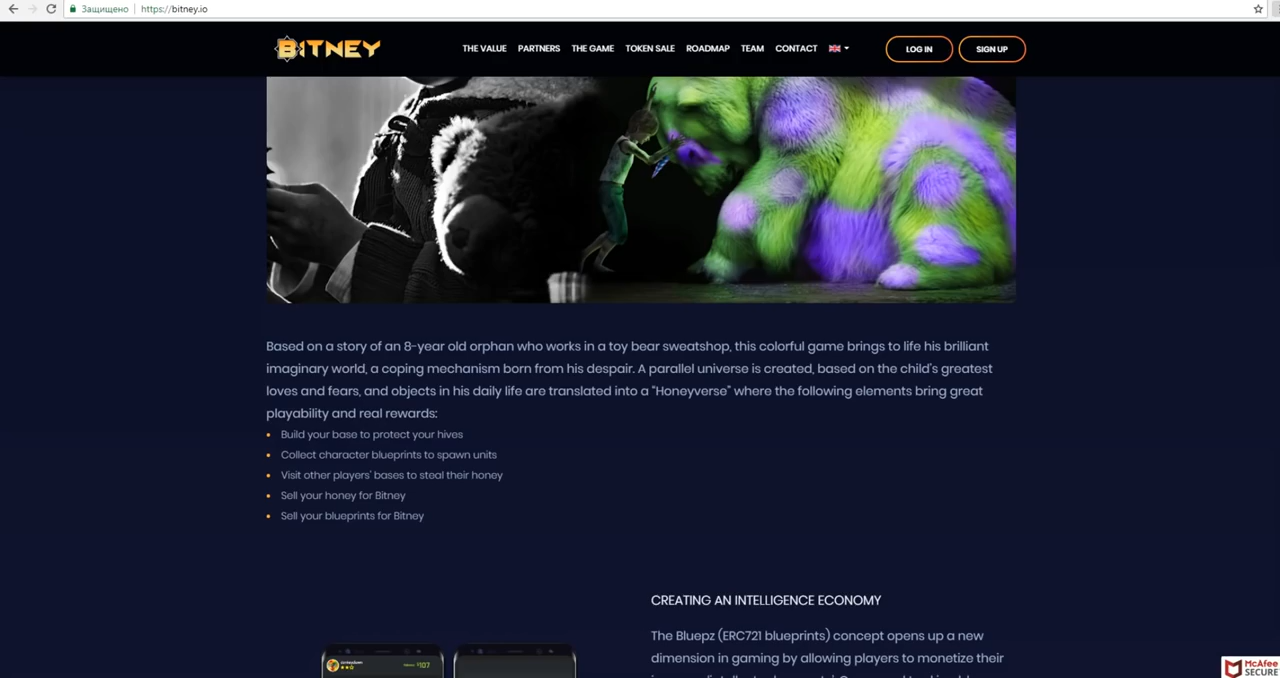 Защищено https://bitney.io
BITNEY THE VALUE PARTNERS THE GAME TOKEN SALE ROADMAP TEAM CONTACT LOG IN SIGN UP
Based on a story of an 8-year old orphan who works in a toy bear sweatshop, this colorful game brings to life his brilliant
imaginary world, a coping mechanism born from his despair. A parallel universe is created, based on the child's greatest
loves and fears, and objects in his daily life are translated into a "Honeyverse" where the following elements bring great
playability and real rewards:
Build your base to protect your hives
Collect character blueprints to spawn units
Visit other players' bases to steal their honey
Sell your honey for Bitney
Sell your blueprints for Bitney
CREATING AN INTELLIGENCE ECONOMY
The Bluepz (ERC721 blueprints) concept opens up a new
dimension in gaming by allowing players to monetize their
$107
McAfee
SECURE